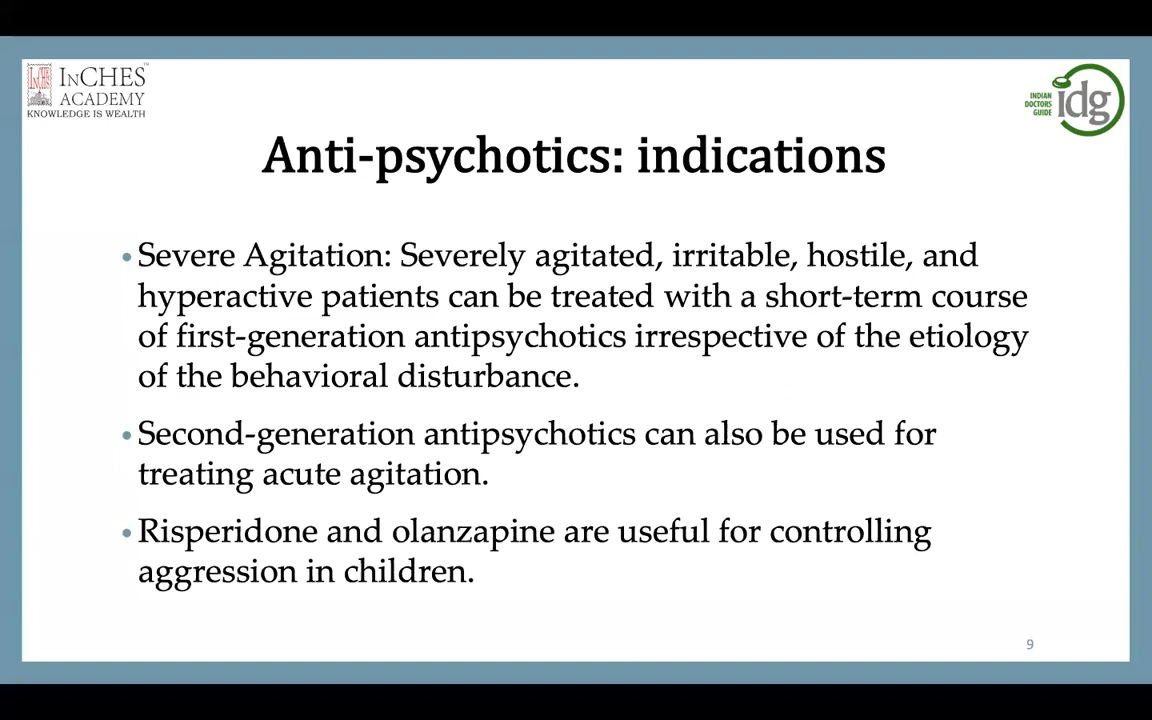 INCHES
ACADEMY
KNOWLEDGE IS WEALTH
INDIAN
DOCTORS
GUIDE
idg
Anti-psychotics: indications
• Severe Agitation: Severely agitated, irritable, hostile, and
hyperactive patients can be treated with a short-term course
of first-generation antipsychotics irrespective of the etiology
of the behavioral disturbance.
• Second-generation antipsychotics can also be used for
treating acute agitation.
• Risperidone and olanzapine are useful for controlling
aggression in children.
9